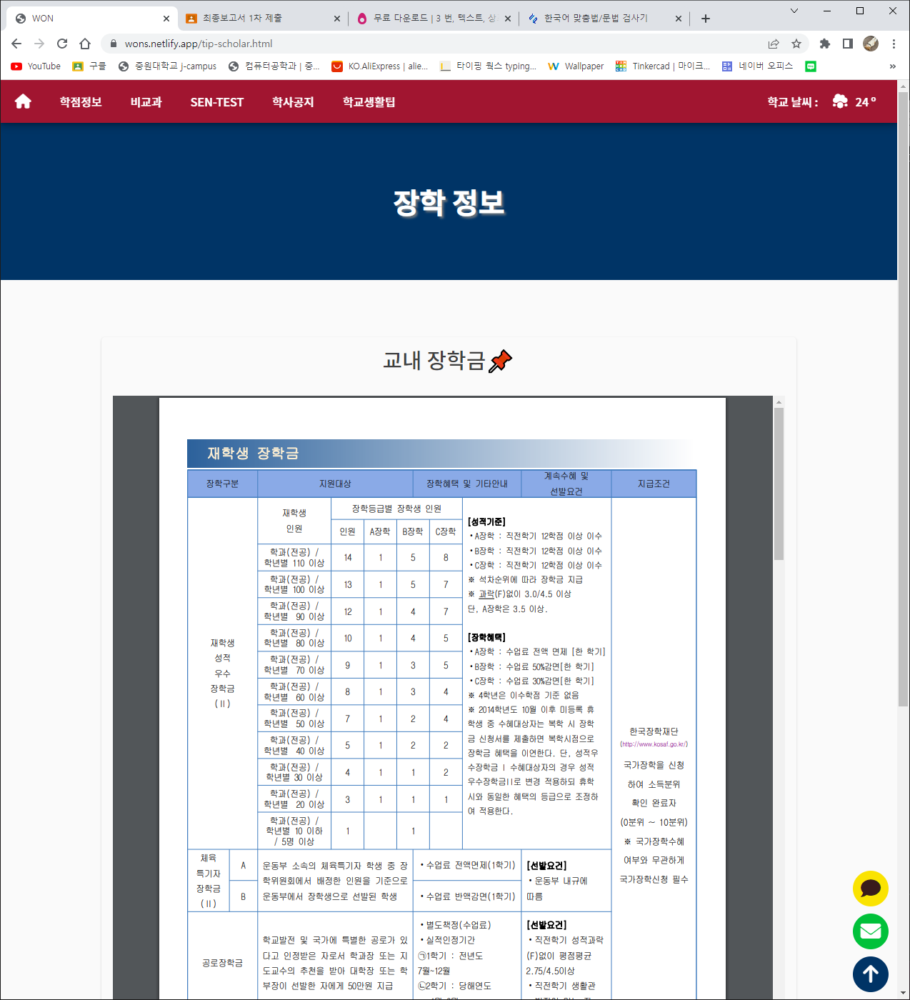 WON
최종보고서 1차 제출
무료 다운로드 | 3 번, 텍스트, 상
한국어 맞춤법/문법 검사기
wons.netlify.app/tip-scholar.html
YouTube
구글
중원대학교 j-campus
컴퓨터공학과 | 중...
KO.AliExpress | alie...
타이핑 웍스 typing...
Wallpaper
Tinkercad | 마이크...
네이버 오피스
»
학점정보
비교과
SEN-TEST
학사공지
학교생활팁
학교 날씨 :
24 º
장학 정보
교내 장학금
재학생 장학금
장학구분
지원대상
장학혜택 및 기타안내
계속수혜 및
선발요건
지급조건
재학생
성적
우수
장학금
(Ⅱ)
재학생
인원
장학등급별 장학생 인원
인원 A장학 B장학 C장학
학과(전공) /
학년별 110 이상
14 1 5 8
학과(전공) /
학년별 100 이상
13 1 5 7
학과(전공) /
학년별 90 이상
12 1 4 7
학과(전공) /
학년별 80 이상
10 1 4 5
학과(전공) /
학년별 70 이상
9 1 3 5
학과(전공) /
학년별 60 이상
8 1 3 4
학과(전공) /
학년별 50 이상
7 1 2 4
학과(전공) /
학년별 40 이상
5 1 2 2
학과(전공) /
학년별 30 이상
4 1 1 2
학과(전공) /
학년별 20 이상
3 1 1 1
학과(전공) /
학년별 10 이하
/ 5명 이상
1 1
[성적기준]
・A장학 : 직전학기 12학점 이상 이수
・B장학 : 직전학기 12학점 이상 이수
・C장학 : 직전학기 12학점 이상 이수
※ 석차순위에 따라 장학금 지급
※ 과락(F)없이 3.0/4.5 이상
단, A장학은 3.5 이상.
[장학혜택]
・A장학 : 수업료 전액 면제 [한 학기]
・B장학 : 수업료 50%감면[한 학기]
・C장학 : 수업료 30%감면[한 학기]
※ 4학년은 이수학점 기준 없음
※ 2014학년도 10월 이후 미등록 휴
학생 중 수혜대상자는 복학 시 장학
금 신청서를 제출하면 복학시점으로
장학금 혜택을 이연한다. 단, 성적우
수장학금 Ⅰ 수혜대상자의 경우 성적
우수장학금ⅠⅠ로 변경 적용하되 휴학
시와 동일한 혜택의 등급으로 조정하
여 적용한다.
한국장학재단
(http://www.kosaf.go.kr/)
국가장학을 신청
하여 소득분위
확인 완료자
(0분위 ~ 10분위)
※ 국가장학수혜
여부와 무관하게
국가장학신청 필수
체육
특기자
장학금
(Ⅱ)
A
B
운동부 소속의 체육특기자 학생 중 장
학위원회에서 배정한 인원을 기준으로
운동부에서 장학생으로 선발된 학생
・수업료 전액면제(1학기)
・수업료 반액감면(1학기)
[선발요건]
・운동부 내규에
따름
공로장학금
학교발전 및 국가에 특별한 공로가 있
다고 인정받은 자로서 학과장 또는 지
도교수의 추천을 받아 대학장 또는 학
부장이 선발한 자에게 50만원 지급
・별도책정(수업료)
・실적인정기간
㉠1학기 : 전년도
7월~12월
㉡2학기 : 당해연도
[선발요건]
・직전학기 성적과락
(F)없이 평점평균
2.75/4.50이상
・직전학기 생활관